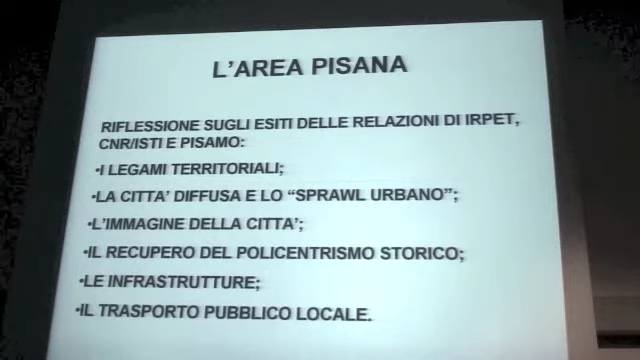 L'AREA PISANA
RIFLESSIONE SUGLI ESITI DELLE RELAZIONI DI IRPET,
CNR/ISTI E PISAMO:
•I LEGAMI TERRITORIALI;
•LA CITTA' DIFFUSA E LO "SPRAWL URBANO";
•L'IMMAGINE DELLA CITTA';
•IL RECUPERO DEL POLICENTRISMO STORICO;
•LE INFRASTRUTTURE;
•IL TRASPORTO PUBBLICO LOCALE.